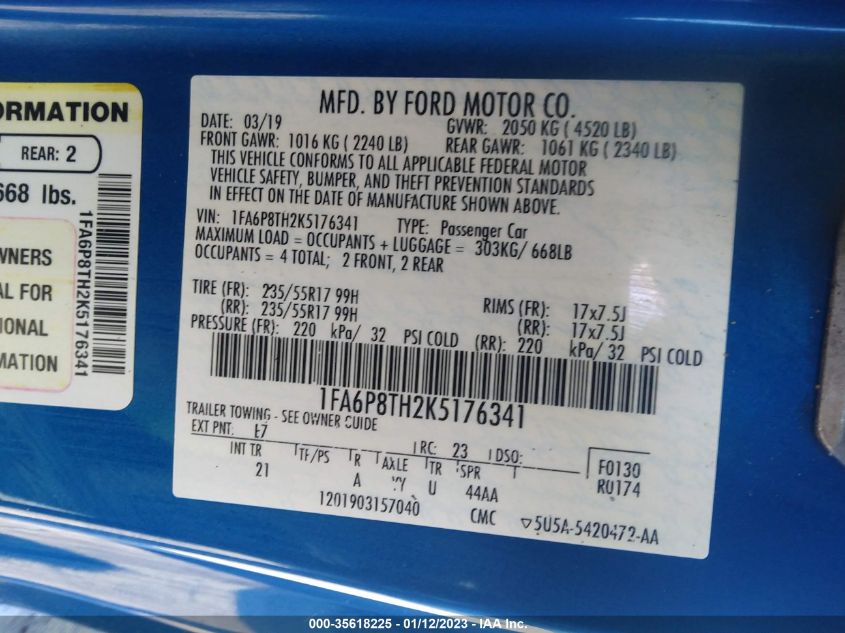 ORMATION
REAR: 2
668 lbs.
1FA6P8TH2K5176341
WNERS
AL FOR
IONAL
MATION
MFD. BY FORD MOTOR CO.
DATE: 03/19 GVWR: 2050 KG ( 4520 LB)
FRONT GAWR: 1016 KG ( 2240 LB) REAR GAWR: 1061 KG ( 2340 LB)
THIS VEHICLE CONFORMS TO ALL APPLICABLE FEDERAL MOTOR
VEHICLE SAFETY, BUMPER, AND THEFT PREVENTION STANDARDS
IN EFFECT ON THE DATE OF MANUFACTURE SHOWN ABOVE.
VIN: 1FA6P8TH2K5176341 TYPE: Passenger Car
MAXIMUM LOAD = OCCUPANTS + LUGGAGE = 303KG/ 668LB
OCCUPANTS = 4 TOTAL; 2 FRONT, 2 REAR
TIRE (FR): 235/55R17 99H RIMS (FR): 17x7.5J
(RR): 235/55R17 99H (RR): 17x7.5J
PRESSURE (FR): 220 kPa/ 32 PSI COLD (RR): 220 kPa/ 32 PSI COLD
1FA6P8TH2K5176341
TRAILER TOWING - SEE OWNER GUIDE
EXT PNT: E7 RC: 23 DSO: F0130
INT TR TF/PS R AXLE TR SPR R0174
21 A YY U 44AA
1201903157040 CMC ▽5U5A-5420472-AA
000-35618225 - 01/12/2023 - IAA Inc.